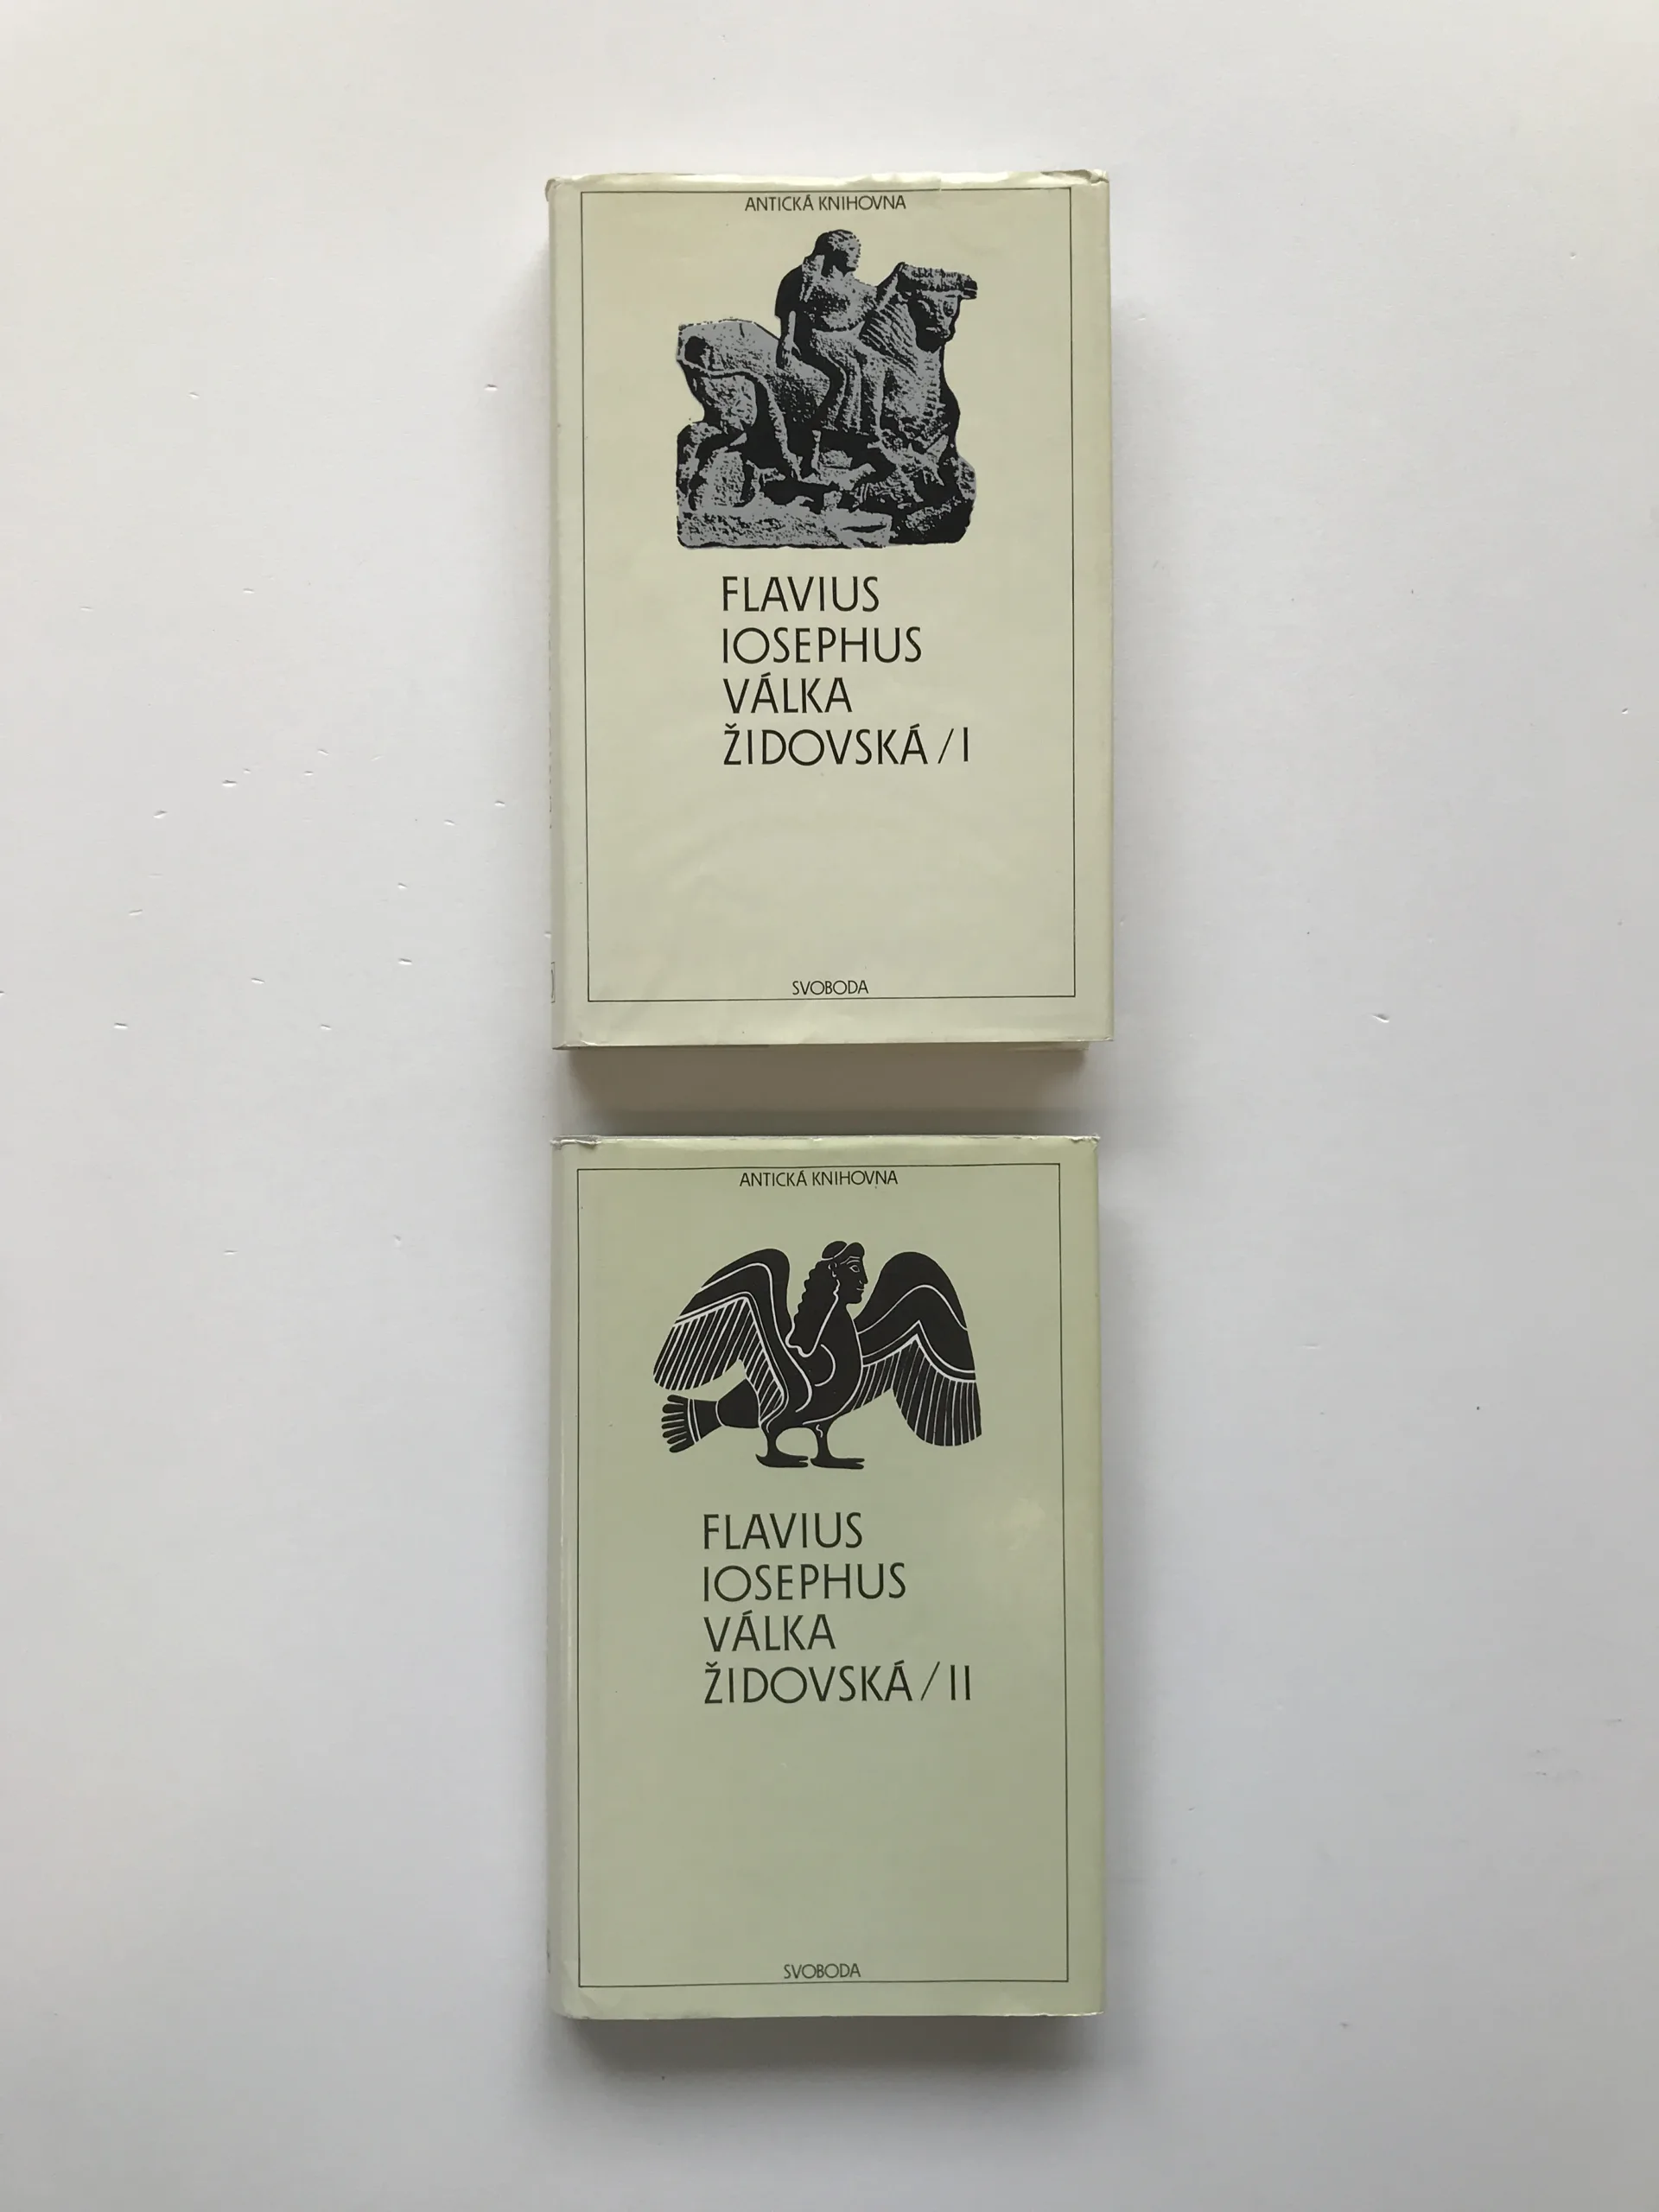 ANTICKÁ KNIHOVNA
FLAVIUS
IOSEPHUS
VÁLKA
ŽIDOVSKÁ/I
SVOBODA
ANTICKÁ KNIHOVNA
FLAVIUS
IOSEPHUS
VÁLKA
ŽIDOVSKÁ/II
SVOBODA